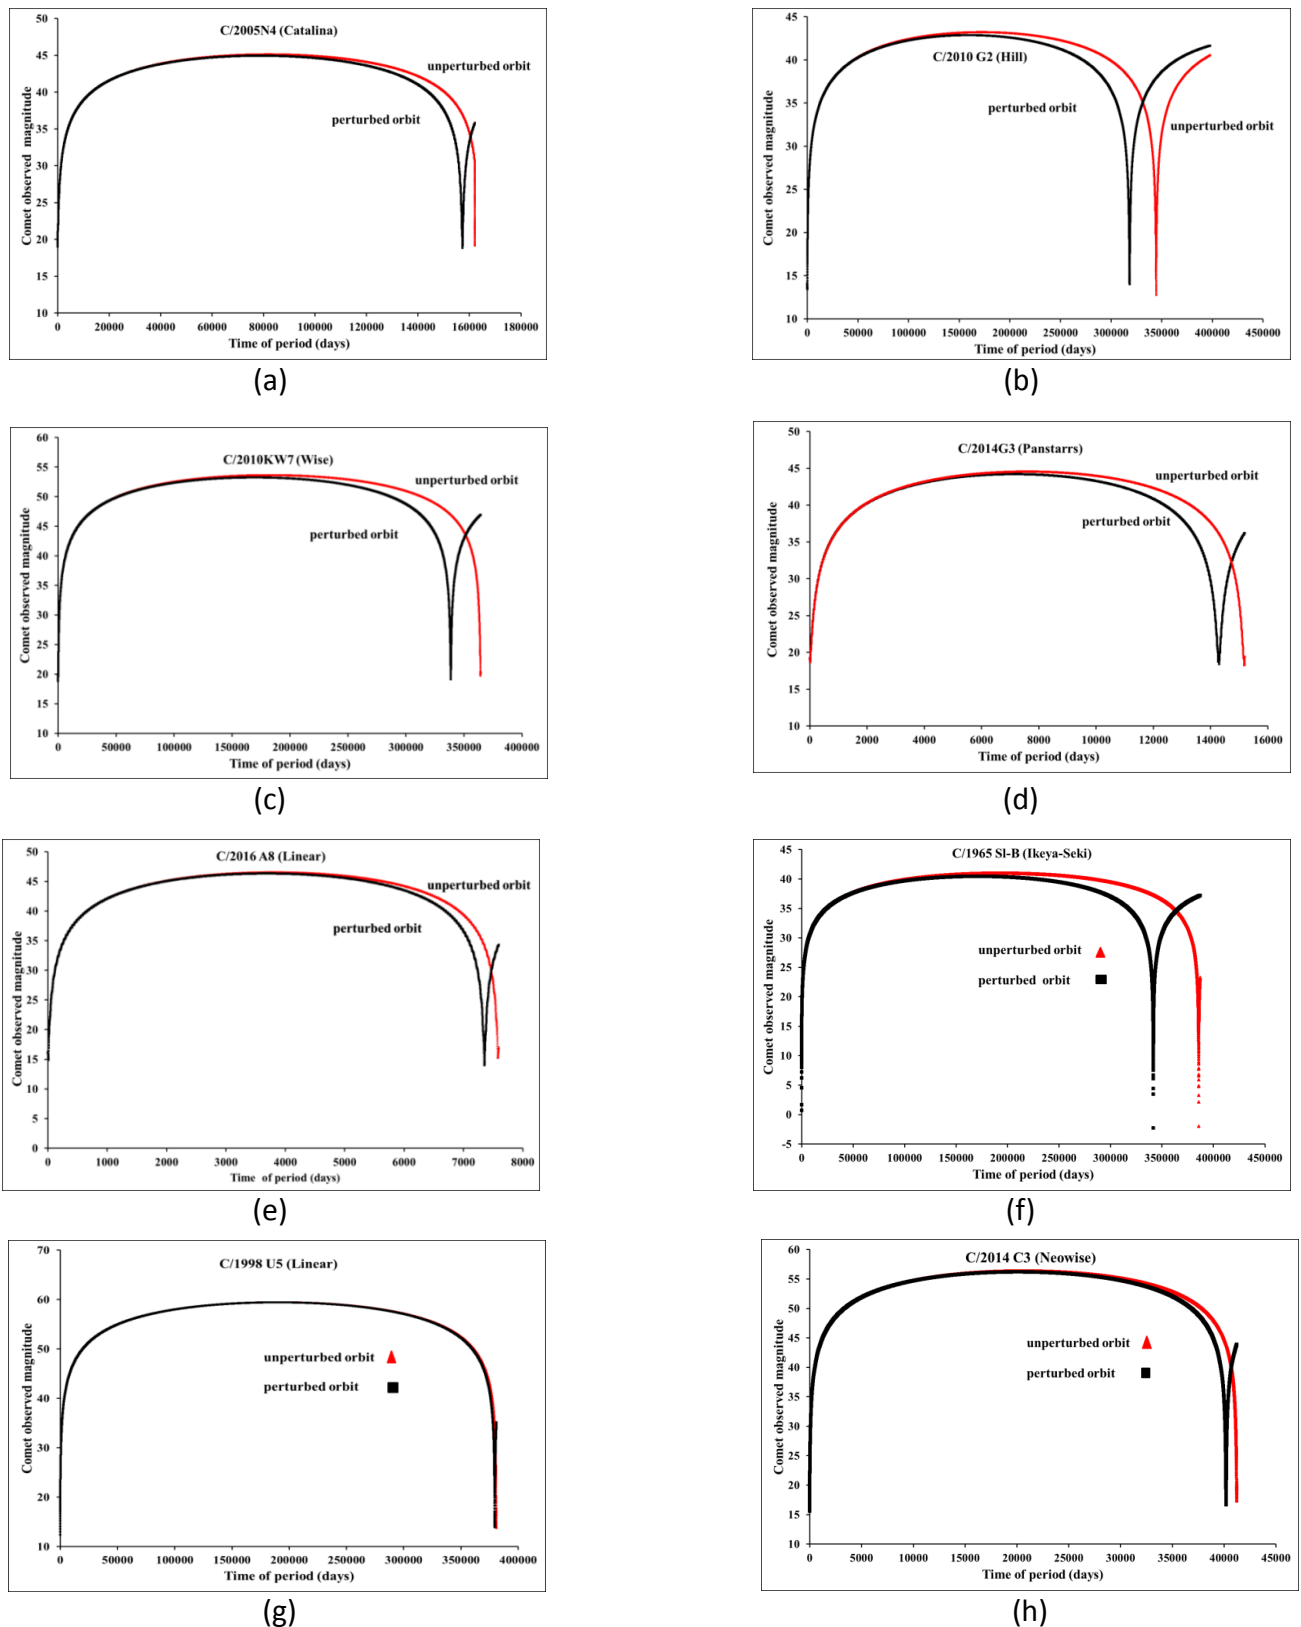 C/2005N4 (Catalina)
unperturbed orbit
perturbed orbit
Comet observed magnitude
50
45
40
35
30
25
20
15
10
0 20000 40000 60000 80000 100000 120000 140000 160000 180000
Time of period (days)
(a)
C/2010 G2 (Hill)
perturbed orbit
unperturbed orbit
Comet observed magnitude
45
40
35
30
25
20
15
10
0 50000 100000 150000 200000 250000 300000 350000 400000 450000
Time of period (days)
(b)
C/2010KW7 (Wise)
unperturbed orbit
perturbed orbit
Comet observed magnitude
60
55
50
45
40
35
30
25
20
15
10
0 50000 100000 150000 200000 250000 300000 350000 400000
Time of period (days)
(c)
C/2014G3 (Panstarrs)
unperturbed orbit
perturbed orbit
Comet observed magnitude
50
45
40
35
30
25
20
15
10
0 2000 4000 6000 8000 10000 12000 14000 16000
Time of period (days)
(d)
C/2016 A8 (Linear)
unperturbed orbit
perturbed orbit
Comet observed magnitude
50
45
40
35
30
25
20
15
10
5
0
0 1000 2000 3000 4000 5000 6000 7000 8000
Time of period (days)
(e)
C/1965 Sl-B (Ikeya-Seki)
unperturbed orbit
perturbed orbit
Comet observed magnitude
45
40
35
30
25
20
15
10
5
0
-5
0 50000 100000 150000 200000 250000 300000 350000 400000 450000
Time of period (days)
(f)
C/1998 U5 (Linear)
unperturbed orbit
perturbed orbit
Comet observed magnitude
70
60
50
40
30
20
10
0 50000 100000 150000 200000 250000 300000 350000 400000
Time of period (days)
(g)
C/2014 C3 (Neowise)
unperturbed orbit
perturbed orbit
Comet observed magnitude
60
55
50
45
40
35
30
25
20
15
10
0 5000 10000 15000 20000 25000 30000 35000 40000 45000
Time of period (days)
(h)